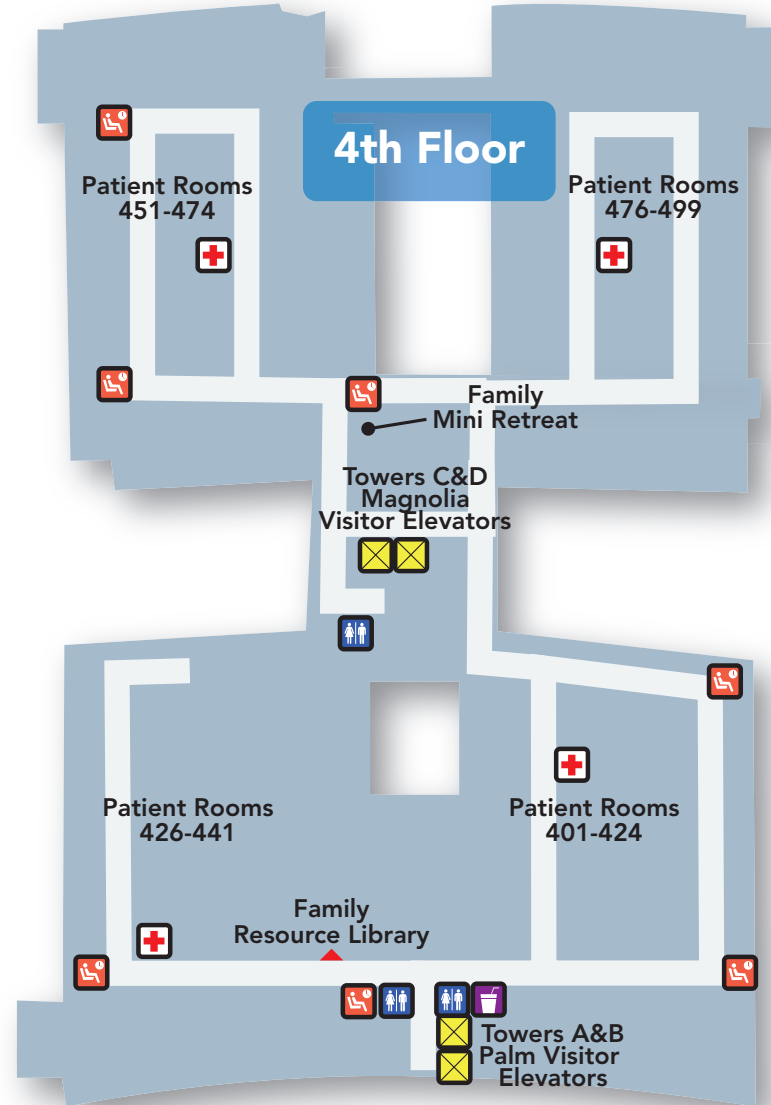 4th Floor
Patient Rooms
451-474
Patient Rooms
476-499
Family
Mini Retreat
Towers C&D
Magnolia
Visitor Elevators
Patient Rooms
426-441
Patient Rooms
401-424
Family
Resource Library
Towers A&B
Palm Visitor
Elevators